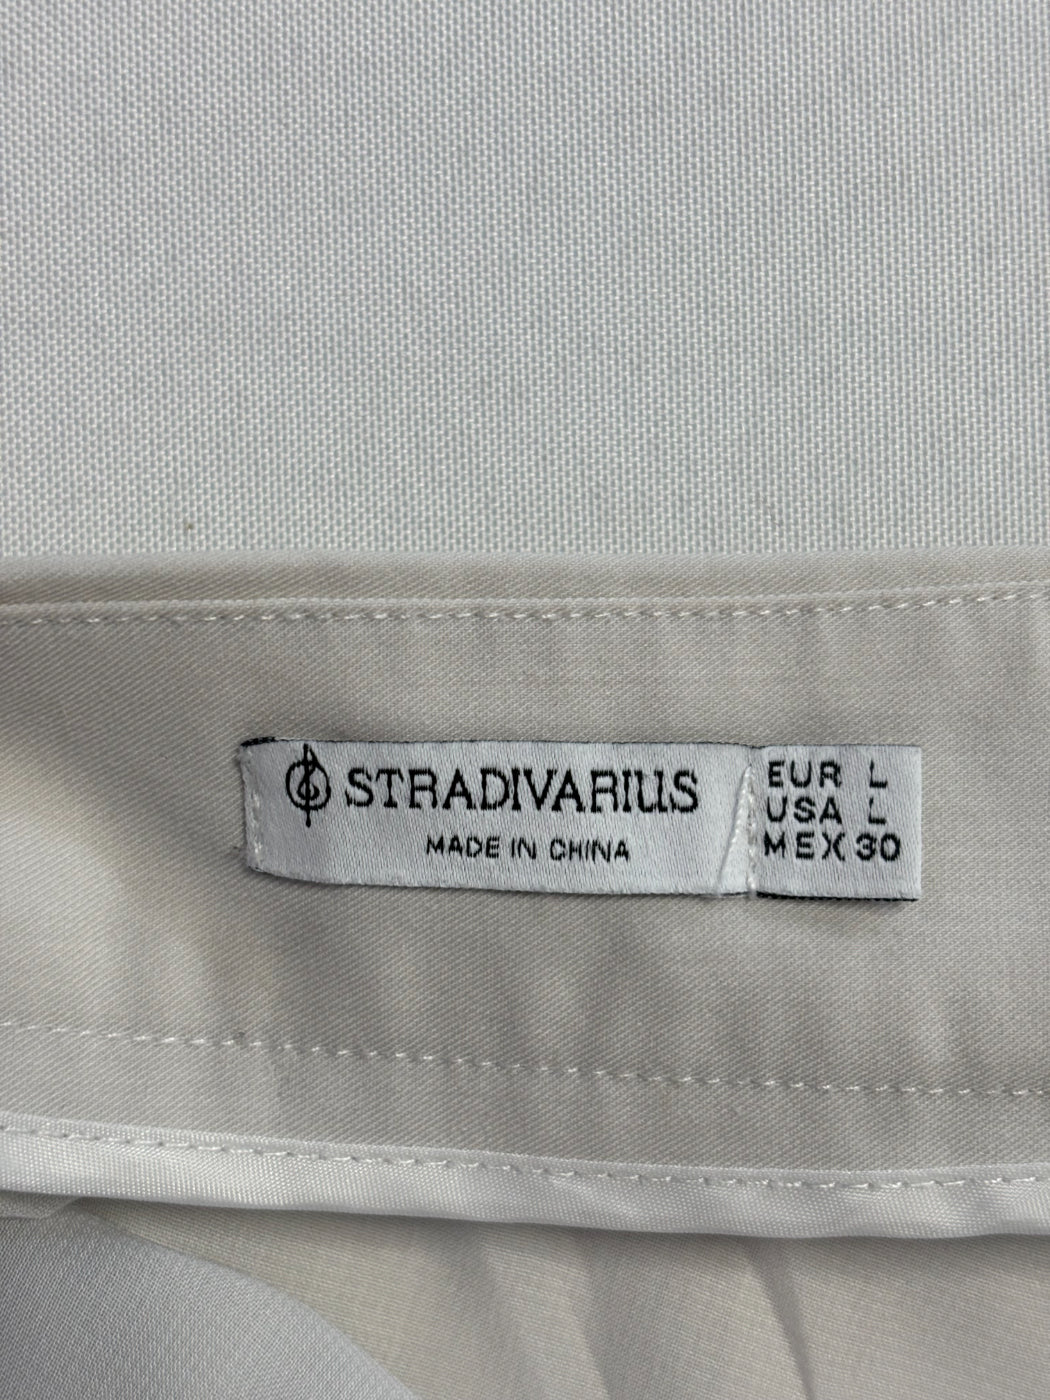 STRADIVARIUS
MADE IN CHINA
EUR L
USA L
MEX 30